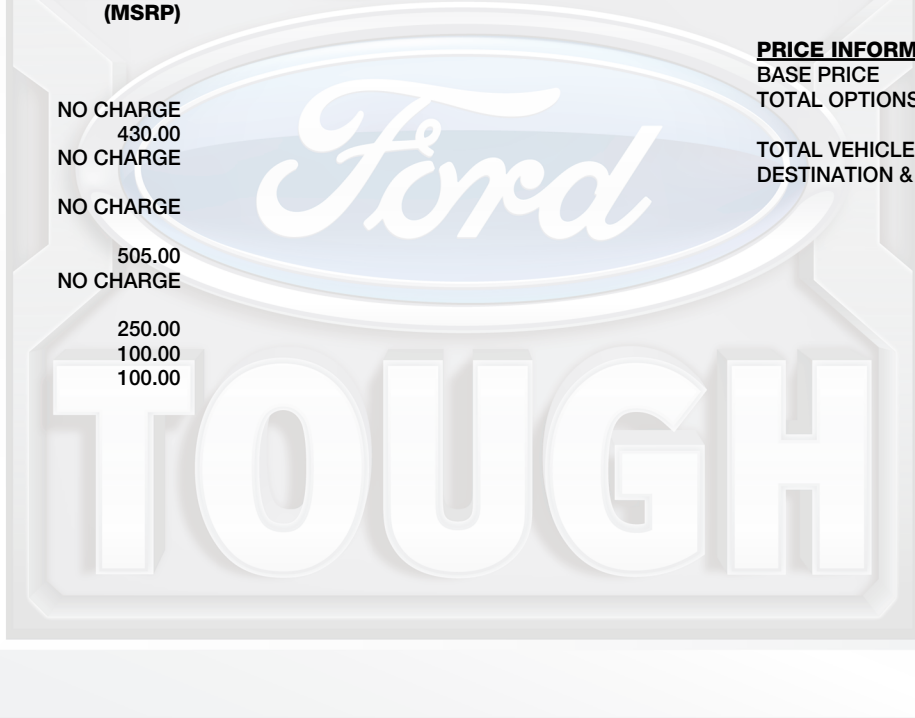 (MSRP)
NO CHARGE
430.00
NO CHARGE
NO CHARGE
505.00
NO CHARGE
250.00
100.00
100.00
PRICE INFORM
BASE PRICE
TOTAL OPTIONS
TOTAL VEHICLE
DESTINATION &
Ford
TOUGH